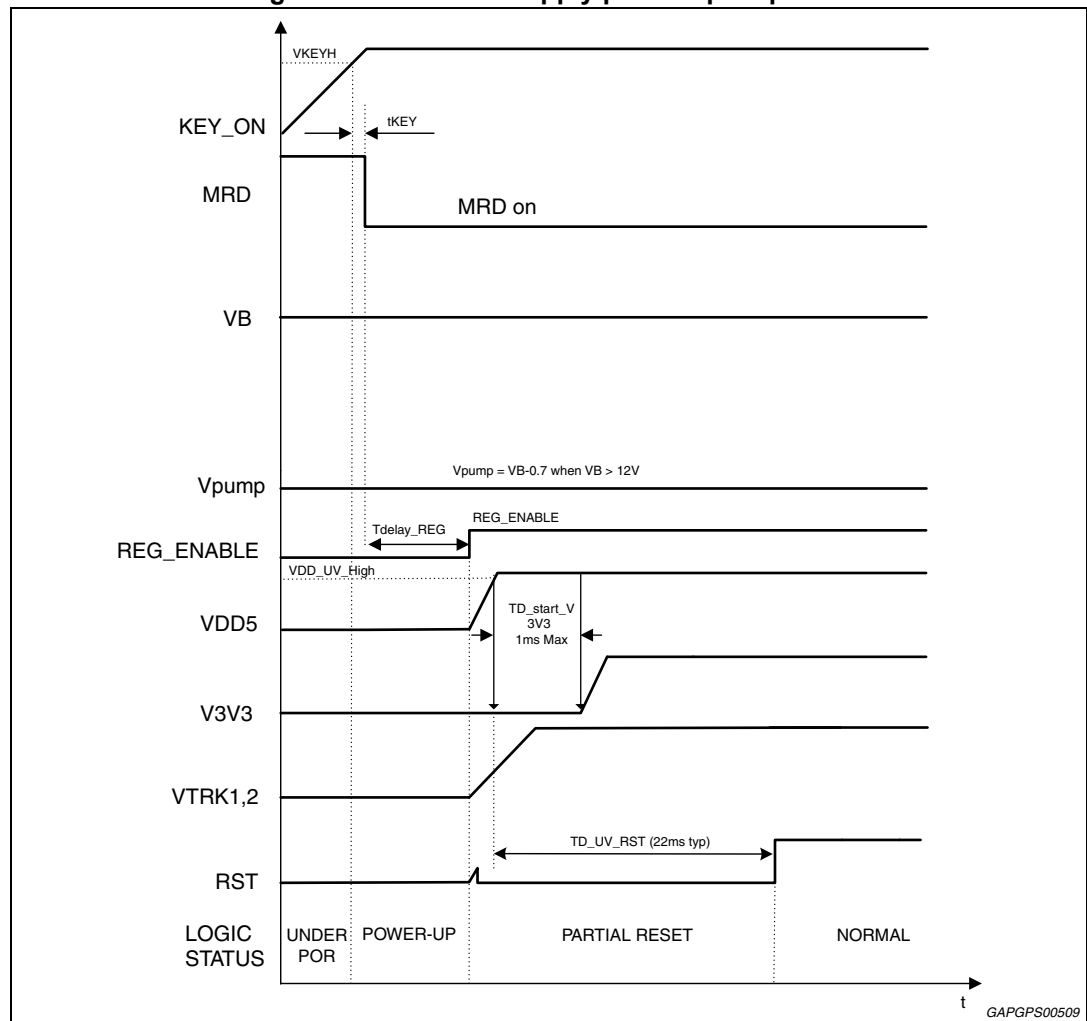 VKEYH
KEY_ON
tKEY
MRD
MRD on
VB
Vpump
Vpump = VB-0.7 when VB > 12V
REG_ENABLE
Tdelay_REG
REG_ENABLE
VDD_UV_High
VDD5
TD_start_V
3V3
1ms Max
V3V3
VTRK1,2
TD_UV_RST (22ms typ)
RST
LOGIC
STATUS
UNDER
POR
POWER-UP
PARTIAL RESET
NORMAL
t
GAPGPS00509